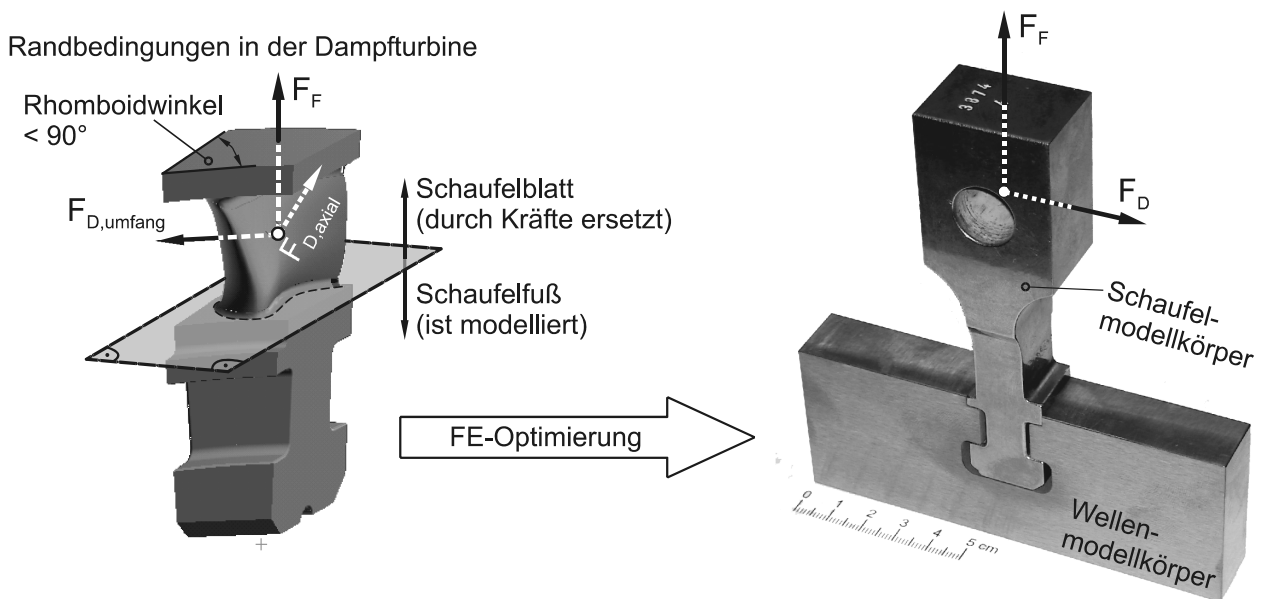 Randbedingungen in der Dampfturbine
Rhomboidwinkel
< 90°
F_F
F_D,umfang
F_D,axial
Schaufelblatt
(durch Kräfte ersetzt)
Schaufelfuß
(ist modelliert)
FE-Optimierung
F_F
3874
F_D
Schaufel-
modellkörper
Wellen-
modellkörper
0 1 2 3 4 5 cm